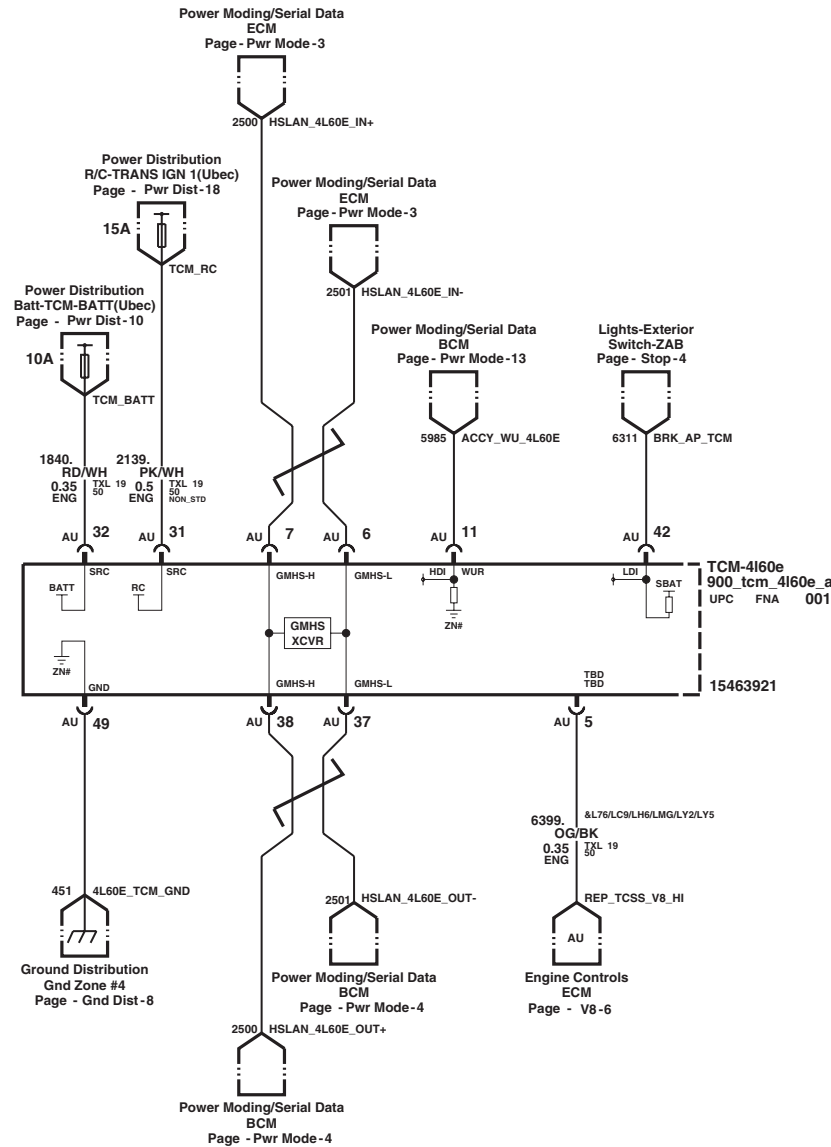 Power Moding/Serial Data
ECM
Page - Pwr Mode-3
2500 HSLAN_4L60E_IN+
Power Distribution
R/C-TRANS IGN 1(Ubec)
Page - Pwr Dist-18
15A
TCM_RC
Power Moding/Serial Data
ECM
Page - Pwr Mode-3
2501 HSLAN_4L60E_IN-
Power Distribution
Batt-TCM-BATT(Ubec)
Page - Pwr Dist-10
10A
TCM_BATT
Power Moding/Serial Data
BCM
Page - Pwr Mode-13
5985 ACCY_WU_4L60E
Lights-Exterior
Switch-ZAB
Page - Stop-4
6311 BRK_AP_TCM
1840.
RD/WH
0.35 TXL 19
ENG 50
2139.
PK/WH
0.5 TXL 19
ENG 50
NON_STD
AU 32
AU 31
AU 7
AU 6
AU 11
AU 42
SRC
BATT
SRC
RC
GMHS-H
GMHS-L
HDI WUR
ZN#
LDI
SBAT
TCM-4l60e
900_tcm_4l60e_a
UPC FNA 001
GMHS
XCVR
ZN#
GND
GMHS-H
GMHS-L
TBD
TBD
15463921
AU 49
AU 38
AU 37
AU 5
6399. &L76/LC9/LH6/LMG/LY2/LY5
OG/BK
0.35 TXL 19
ENG 50
451 4L60E_TCM_GND
Ground Distribution
Gnd Zone #4
Page - Gnd Dist-8
2501 HSLAN_4L60E_OUT-
Power Moding/Serial Data
BCM
Page - Pwr Mode-4
REP_TCSS_V8_HI
AU
Engine Controls
ECM
Page - V8-6
2500 HSLAN_4L60E_OUT+
Power Moding/Serial Data
BCM
Page - Pwr Mode-4